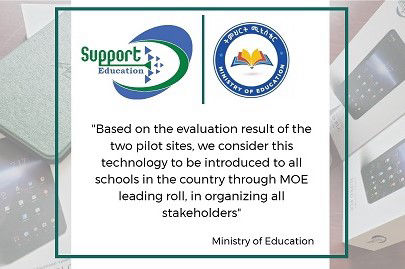 Support
Education
ትምህርት ሚኒስቴር
MINISTRY OF EDUCATION
"Based on the evaluation result of the
two pilot sites, we consider this
technology to be introduced to all
schools in the country through MOE
leading roll, in organizing all
stakeholders"
Ministry of Education